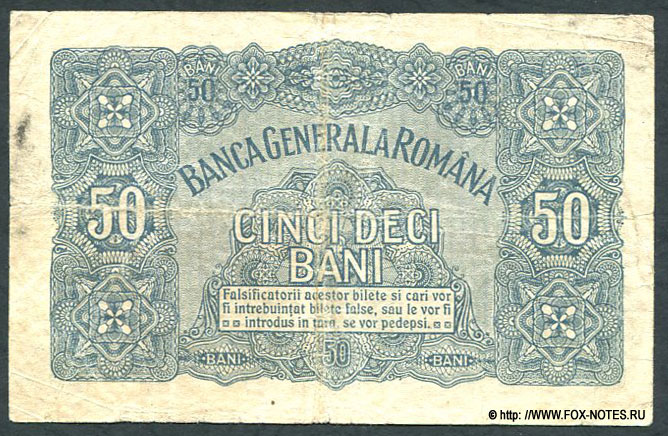 BANI
50
BANI
50
BANCA GENERALA ROMÂNA
50
50
CINCI DECI
BANI
Falsificatorii acestor bilete si cari vor
fi intrebuintat bilete false, sau le vor fi
introdus in tara, se vor pedepsi.
BANI
50
BANI
© http: //WWW.FOX-NOTES.RU